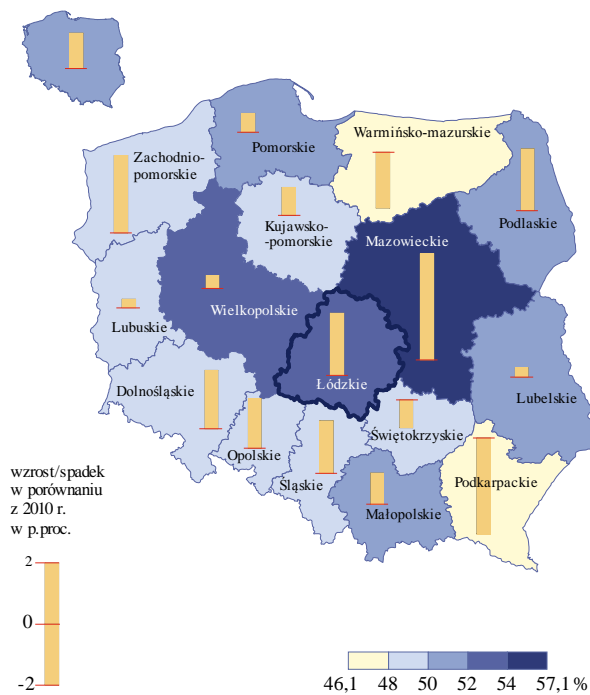 Warmińsko-mazurskie
Pomorskie
Zachodnio-
pomorskie
Podlaskie
Kujawsko-
-pomorskie
Mazowieckie
Wielkopolskie
Lubuskie
Łódzkie
Dolnośląskie
Lubelskie
Świętokrzyskie
Opolskie
Śląskie
Podkarpackie
Małopolskie
wzrost/spadek
w porównaniu
z 2010 r.
w p.proc.
2
0
-2
46,1 48 50 52 54 57,1 %